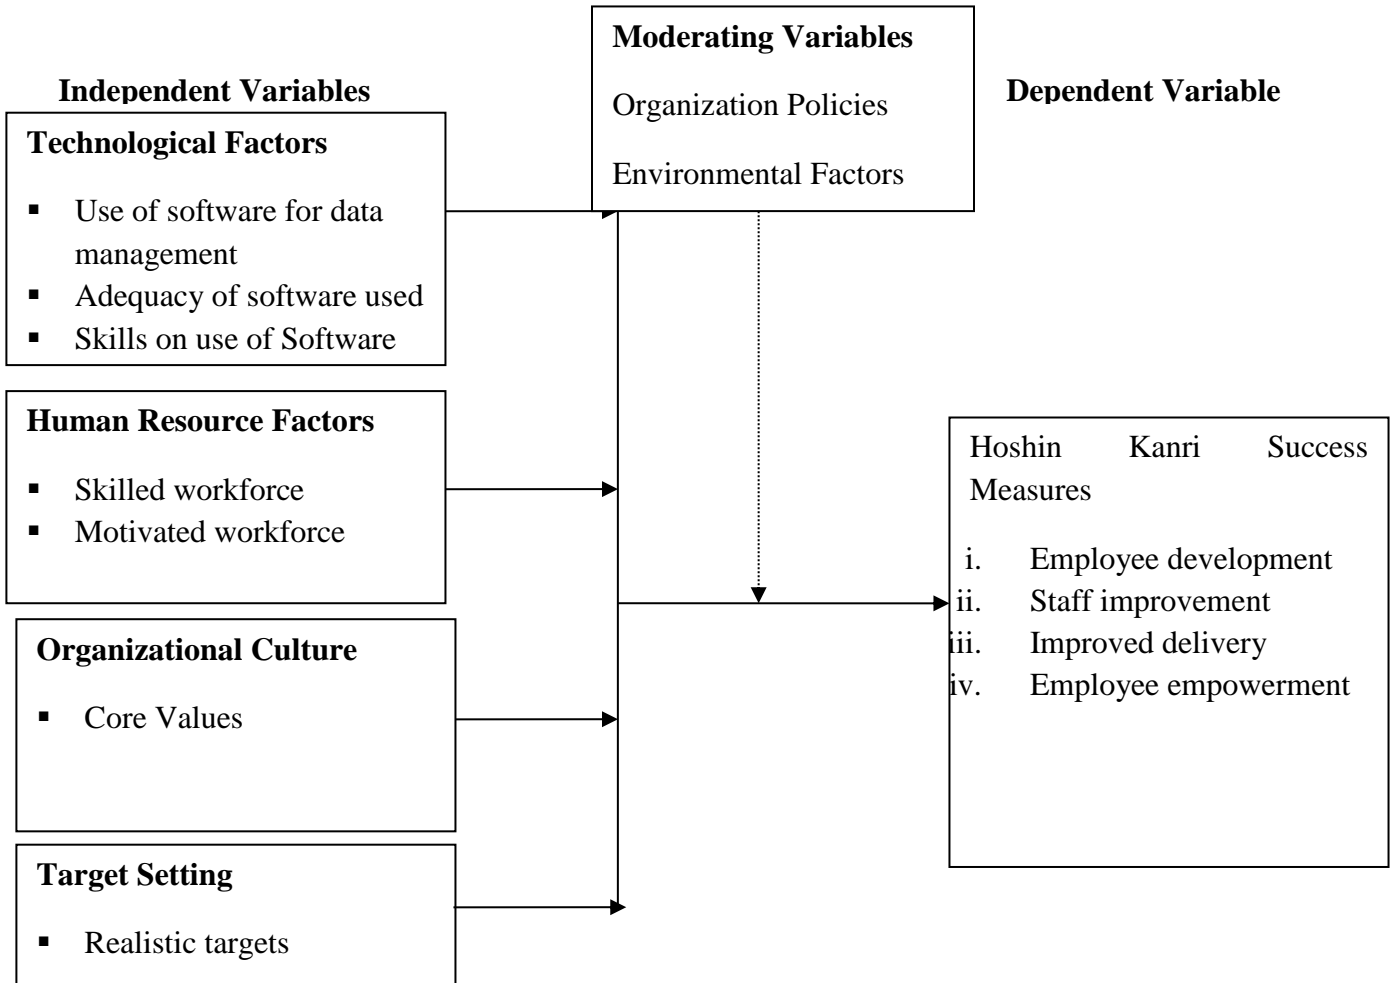 Independent Variables
Technological Factors
▪ Use of software for data
management
▪ Adequacy of software used
▪ Skills on use of Software
Human Resource Factors
▪ Skilled workforce
▪ Motivated workforce
Organizational Culture
▪ Core Values
Target Setting
▪ Realistic targets
Moderating Variables
Organization Policies
Environmental Factors
Dependent Variable
Hoshin Kanri Success
Measures
i. Employee development
ii. Staff improvement
iii. Improved delivery
iv. Employee empowerment